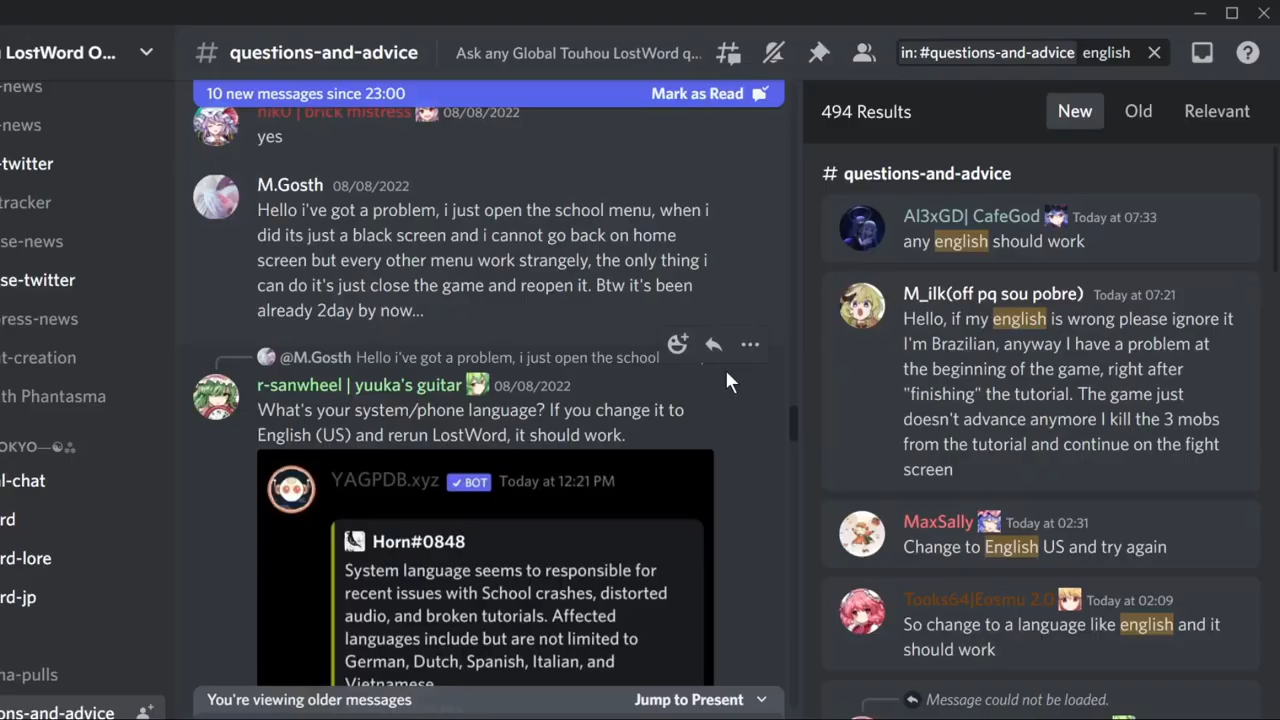 u LostWord O...
# questions-and-advice
Ask any Global Touhou LostWord q...
in: #questions-and-advice english
-news
-news
-twitter
tracker
se-news
se-twitter
press-news
nt-creation
th Phantasma
OKYO—
al-chat
rd
rd-lore
rd-jp
na-pulls
ons-and-advice
10 new messages since 23:00
Mark as Read
nikU | brick mistress 08/08/2022
yes
M.Gosth 08/08/2022
Hello i've got a problem, i just open the school menu, when i
did its just a black screen and i cannot go back on home
screen but every other menu work strangely, the only thing i
can do it's just close the game and reopen it. Btw it's been
already 2day by now...
@M.Gosth Hello i've got a problem, i just open the school
r-sanwheel | yuuka's guitar 08/08/2022
What's your system/phone language? If you change it to
English (US) and rerun LostWord, it should work.
YAGPDB.xyz ✓ BOT Today at 12:21 PM
Horn#0848
System language seems to responsible for
recent issues with School crashes, distorted
audio, and broken tutorials. Affected
languages include but are not limited to
German, Dutch, Spanish, Italian, and
Vietnamese
You're viewing older messages
Jump to Present
494 Results
New
Old
Relevant
# questions-and-advice
Al3xGD| CafeGod Today at 07:33
any english should work
M_ilk(off pq sou pobre) Today at 07:21
Hello, if my english is wrong please ignore it
I'm Brazilian, anyway I have a problem at
the beginning of the game, right after
"finishing" the tutorial. The game just
doesn't advance anymore I kill the 3 mobs
from the tutorial and continue on the fight
screen
MaxSally Today at 02:31
Change to English US and try again
Tooks64|Eosmu 2.0 Today at 02:09
So change to a language like english and it
should work
Message could not be loaded.